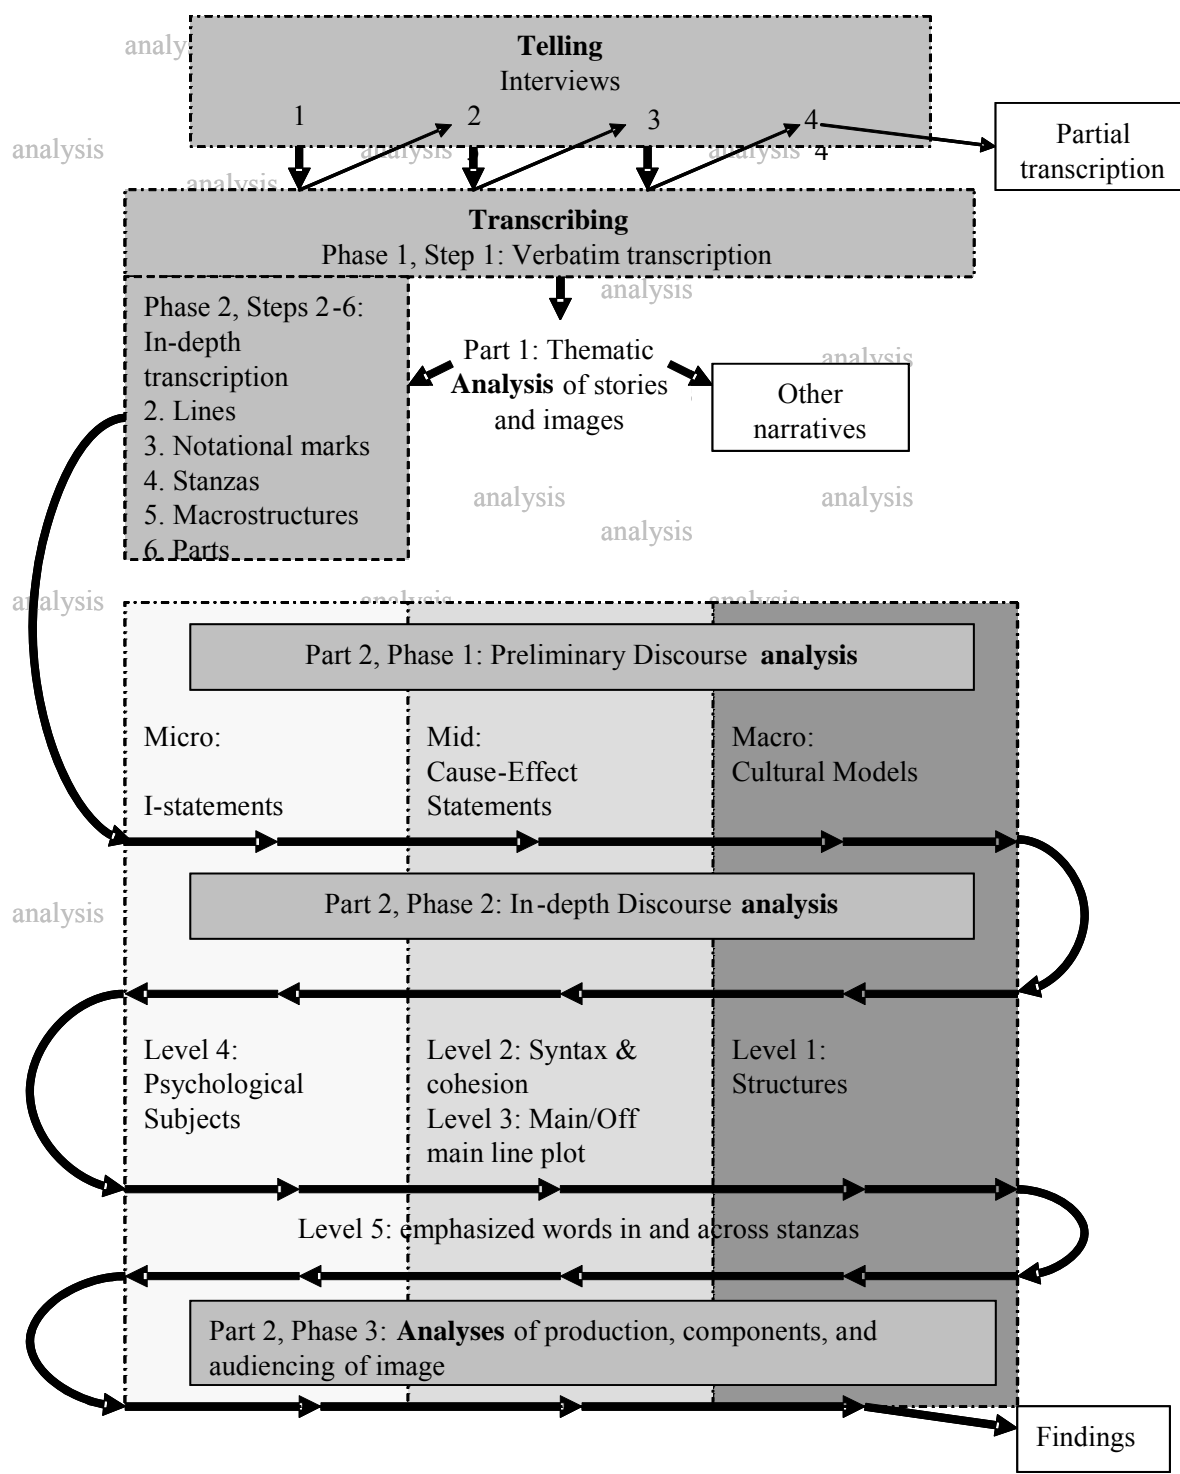 analy
Telling
Interviews
1
2
3
4
Partial
transcription
analysis
analysis
analysis
4
analysis
Transcribing
Phase 1, Step 1: Verbatim transcription
analysis
Phase 2, Steps 2-6:
In-depth
transcription
2. Lines
3. Notational marks
4. Stanzas
5. Macrostructures
6. Parts
Part 1: Thematic
Analysis of stories
and images
analysis
Other
narratives
analysis
analysis
analysis
analysis
analysis
analysis
Part 2, Phase 1: Preliminary Discourse analysis
Micro:
I-statements
Mid:
Cause-Effect
Statements
Macro:
Cultural Models
Part 2, Phase 2: In-depth Discourse analysis
analysis
Level 4:
Psychological
Subjects
Level 2: Syntax &
cohesion
Level 3: Main/Off
main line plot
Level 1:
Structures
Level 5: emphasized words in and across stanzas
Part 2, Phase 3: Analyses of production, components, and
audiencing of image
Findings